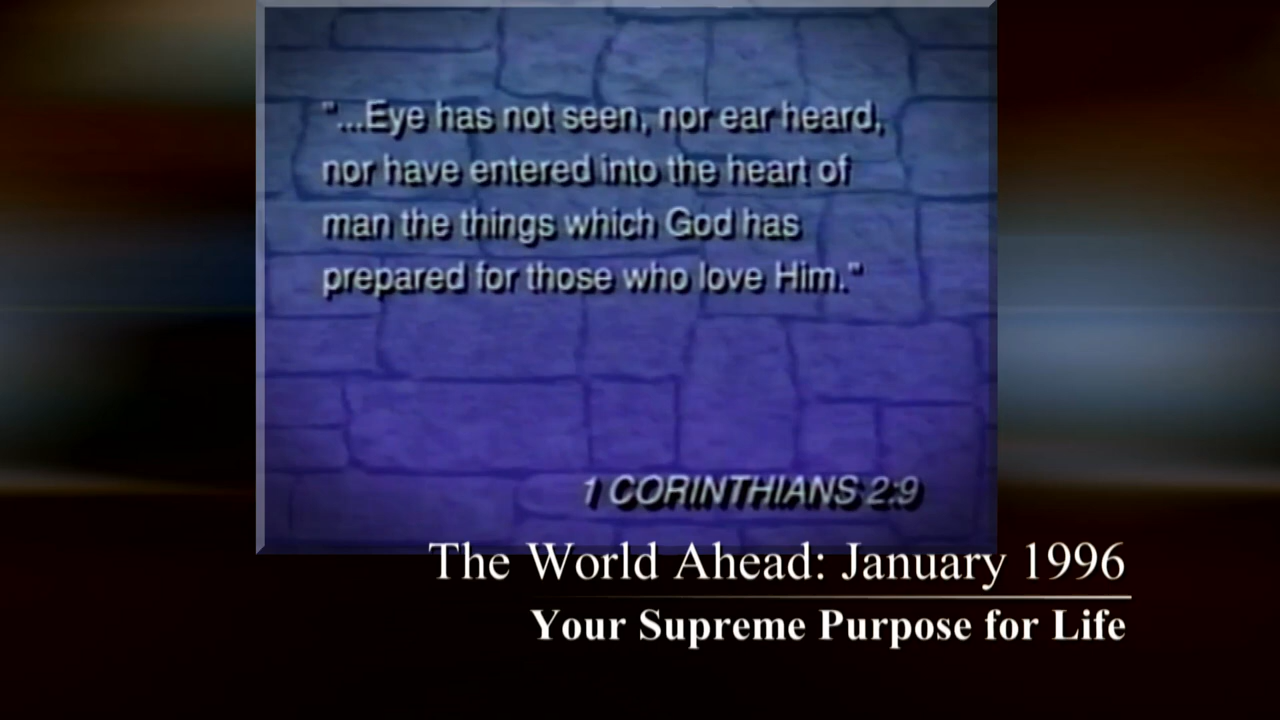 "...Eye has not seen, nor ear heard,
nor have entered into the heart of
man the things which God has
prepared for those who love Him."
1 CORINTHIANS 2:9
The World Ahead: January 1996
Your Supreme Purpose for Life